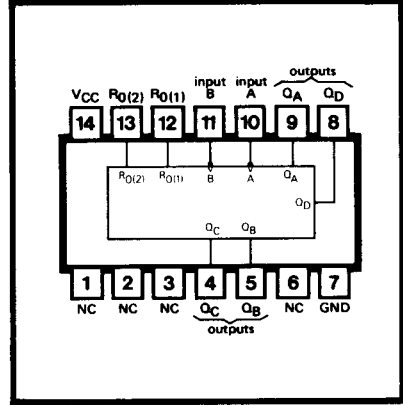 outputs
VCC R0(2) R0(1) input B input A QA QD
14 13 12 11 10 9 8
R0(2) R0(1) B A QA
QD
QC QB
1 2 3 4 5 6 7
NC NC NC QC QB NC GND
outputs